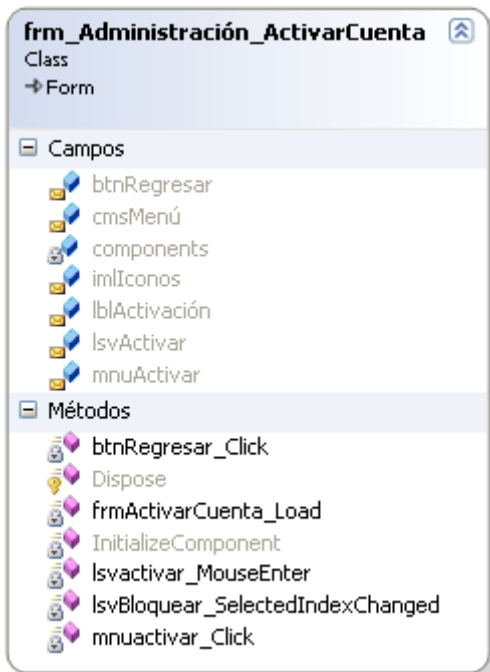 frm_Administración_ActivarCuenta
Class
Form
Campos
btnRegresar
cmsMenú
components
imlIconos
lblActivación
lsvActivar
mnuActivar
Métodos
btnRegresar_Click
Dispose
frmActivarCuenta_Load
InitializeComponent
lsvactivar_MouseEnter
lsvBloquear_SelectedIndexChanged
mnuactivar_Click